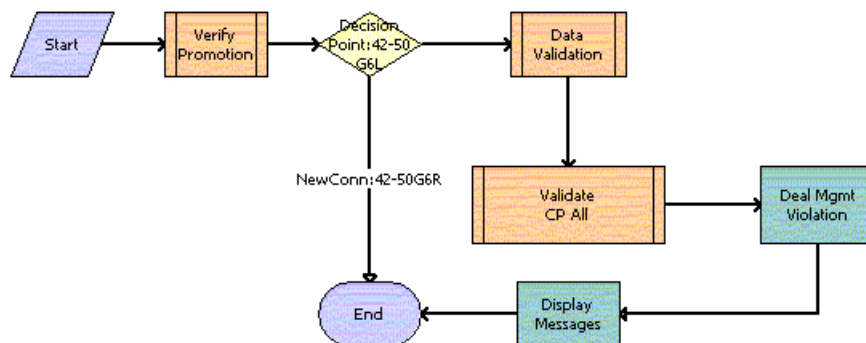 Start
Verify
Promotion
Decision
Point:42-50
G6L
Data
Validation
NewConn:42-50G6R
Validate
CP All
Deal Mgmt
Violation
End
Display
Messages